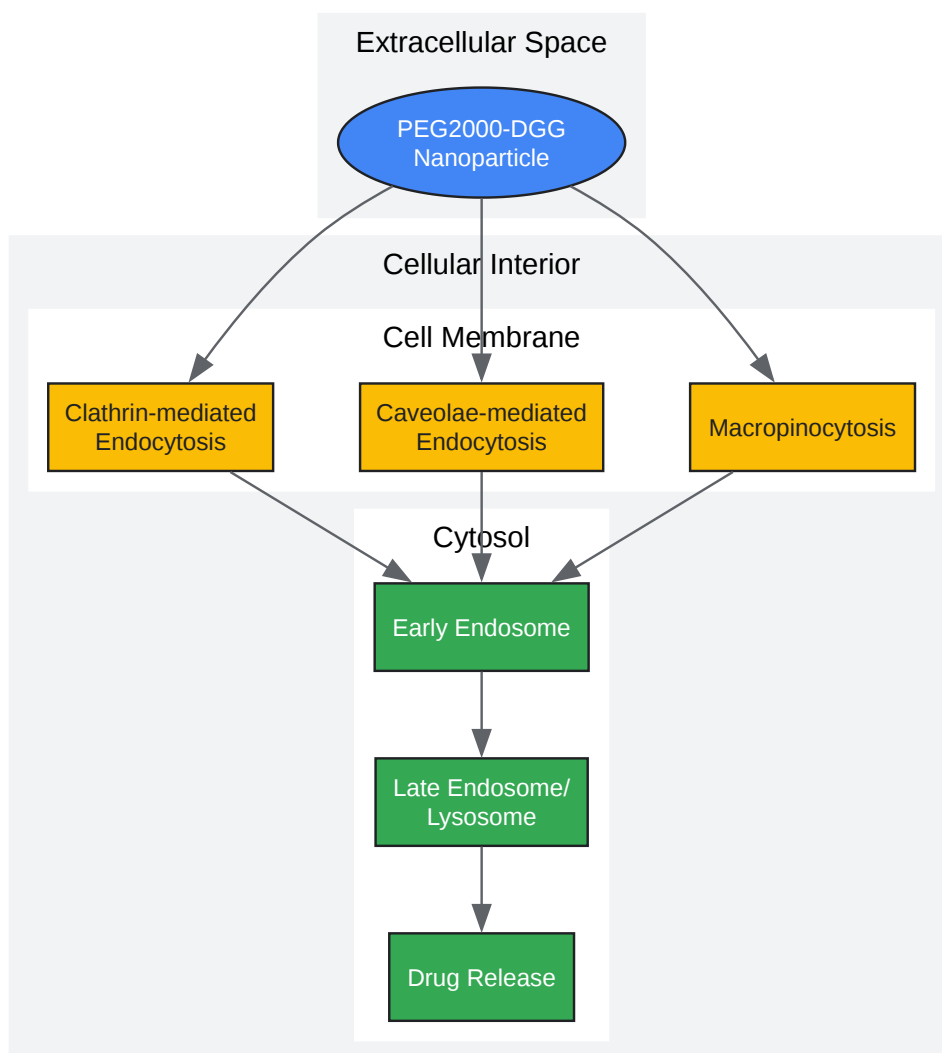 Extracellular Space
PEG2000-DGG
Nanoparticle
Cellular Interior
Cell Membrane
Clathrin-mediated
Endocytosis
Caveolae-mediated
Endocytosis
Macropinocytosis
Cytosol
Early Endosome
Late Endosome/
Lysosome
Drug Release